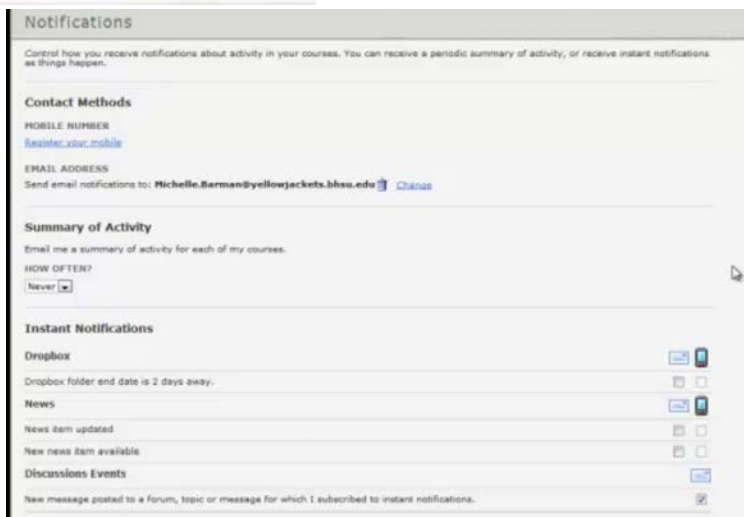 Notifications
Control how you receive notifications about activity in your courses. You can receive a periodic summary of activity, or receive instant notifications
as things happen.
Contact Methods
MOBILE NUMBER
Register your mobile
EMAIL ADDRESS
Send email notifications to: Michelle.Barman@yellowjackets.bhsu.edu Change
Summary of Activity
Email me a summary of activity for each of my courses.
HOW OFTEN?
Never
Instant Notifications
Dropbox
Dropbox folder end date is 2 days away.
News
News item updated
New news item available
Discussions Events
New message posted to a forum, topic or message for which I subscribed to instant notifications.